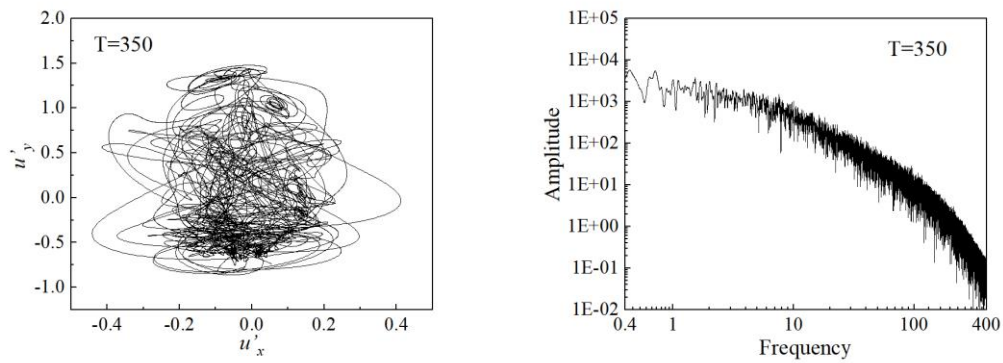 T=350
2.0
1.5
1.0
0.5
0.0
-0.5
-1.0
u'y
-0.4 -0.2 0.0 0.2 0.4
u'x
T=350
1E+05
1E+04
1E+03
1E+02
1E+01
1E+00
1E-01
1E-02
Amplitude
0.4 1 10 100 400
Frequency